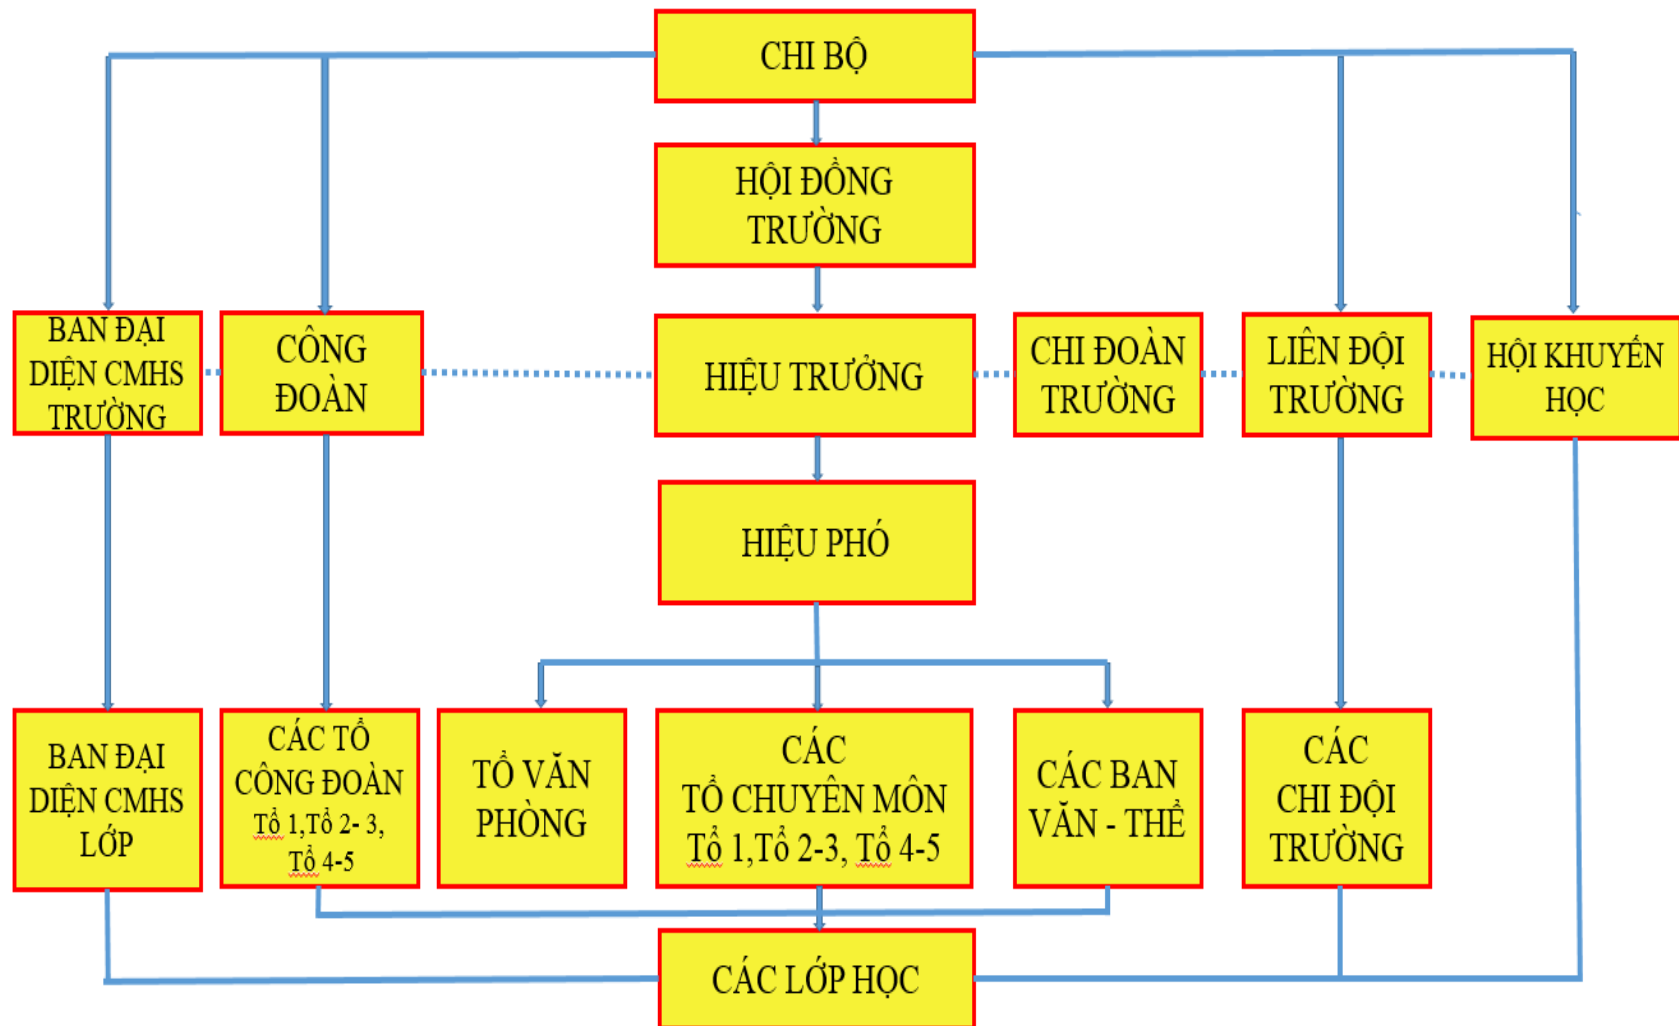 CHI BỘ
HỘI ĐỒNG
TRƯỜNG
BAN ĐẠI
DIỆN CMHS
TRƯỜNG
CÔNG
ĐOÀN
HIỆU TRƯỞNG
CHI ĐOÀN
TRƯỜNG
LIÊN ĐỘI
TRƯỜNG
HỘI KHUYẾN
HỌC
HIỆU PHÓ
BAN ĐẠI
DIỆN CMHS
LỚP
CÁC TỔ
CÔNG ĐOÀN
Tổ 1,Tổ 2- 3,
Tổ 4-5
TỔ VĂN
PHÒNG
CÁC
TỔ CHUYÊN MÔN
Tổ 1,Tổ 2-3, Tổ 4-5
CÁC BAN
VĂN - THỂ
CÁC
CHI ĐỘI
TRƯỜNG
CÁC LỚP HỌC